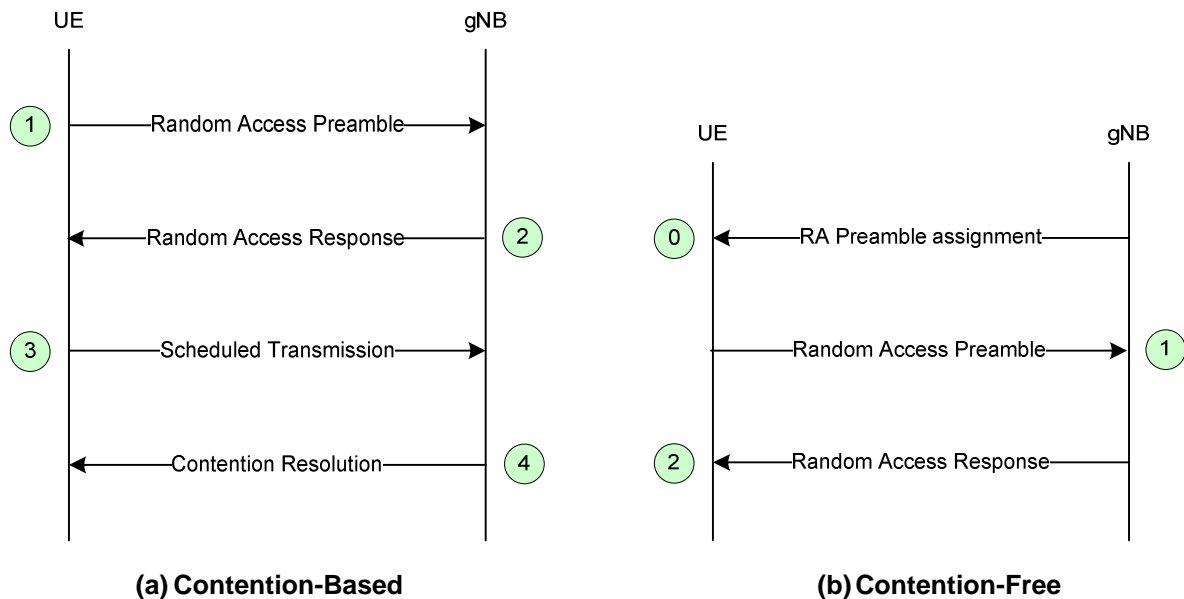 UE
gNB
1
Random Access Preamble
Random Access Response
2
3
Scheduled Transmission
Contention Resolution
4
(a) Contention-Based
UE
gNB
0
RA Preamble assignment
Random Access Preamble
1
2
Random Access Response
(b) Contention-Free